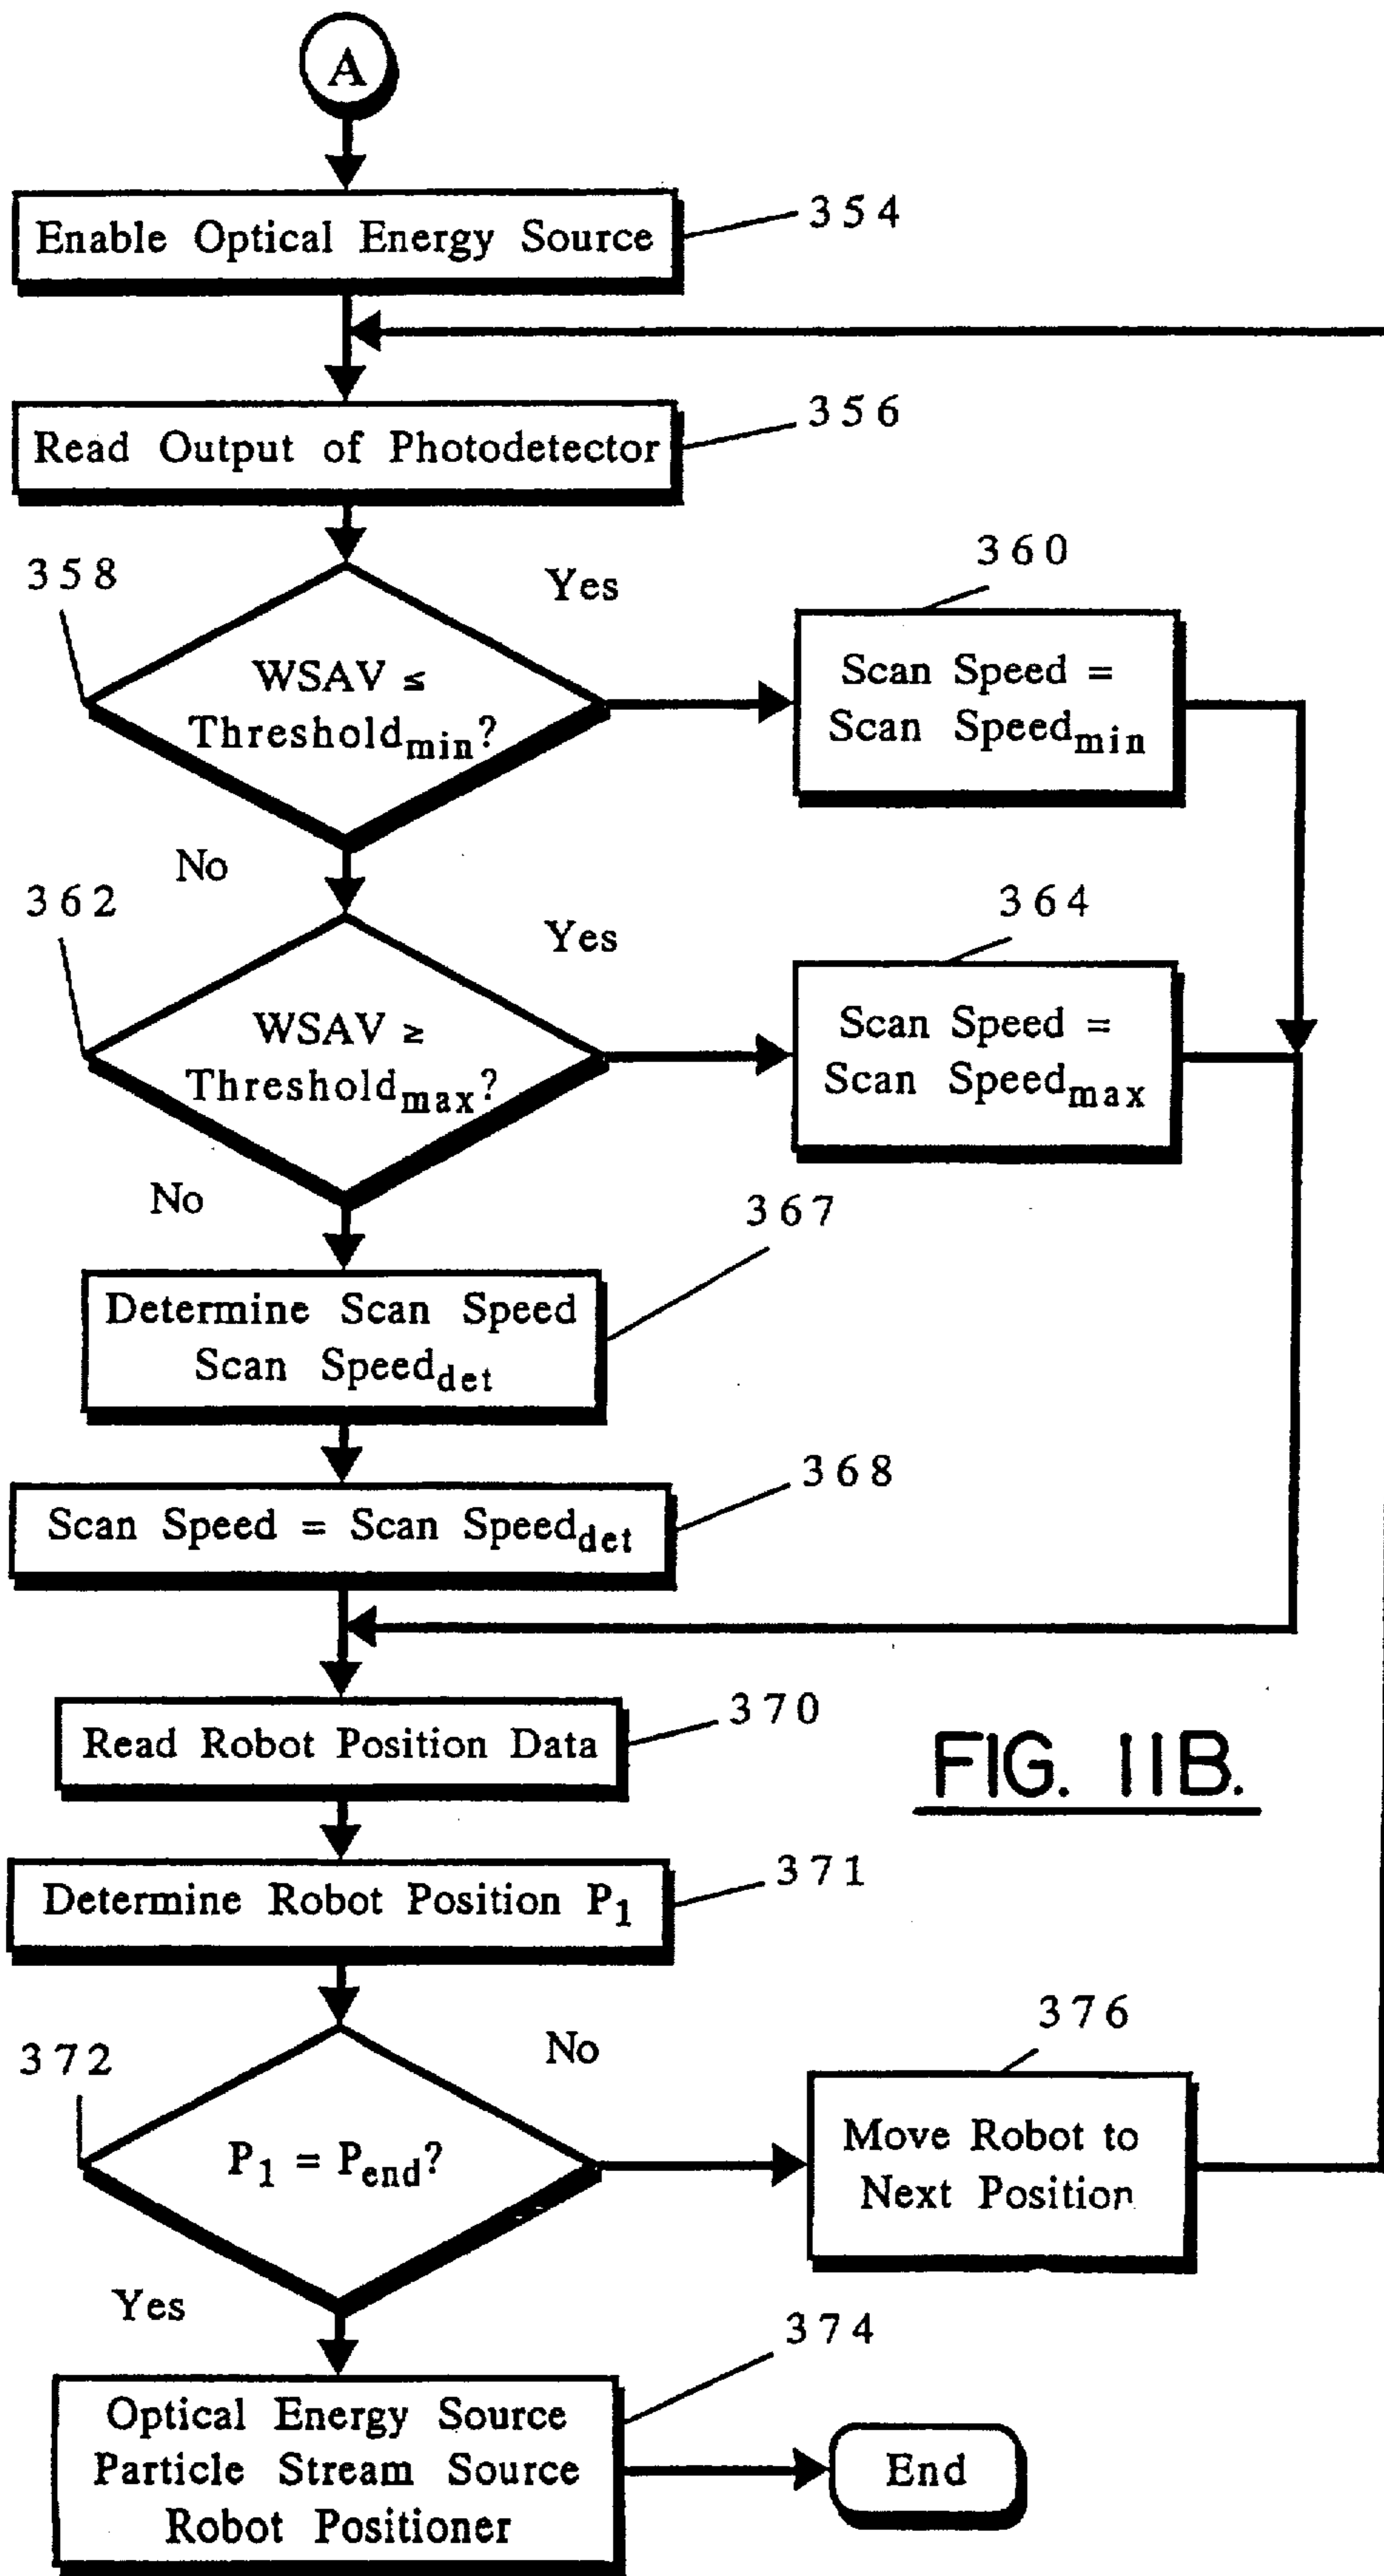 A
Enable Optical Energy Source
354
Read Output of Photodetector
356
358
WSAV ≤
Threshold_min?
Yes
360
Scan Speed =
Scan Speed_min
No
362
WSAV ≥
Threshold_max?
Yes
364
Scan Speed =
Scan Speed_max
No
367
Determine Scan Speed
Scan Speed_det
368
Scan Speed = Scan Speed_det
370
Read Robot Position Data
FIG. 11B.
371
Determine Robot Position P_1
372
P_1 = P_end?
No
376
Move Robot to
Next Position
Yes
374
Optical Energy Source
Particle Stream Source
Robot Positioner
End